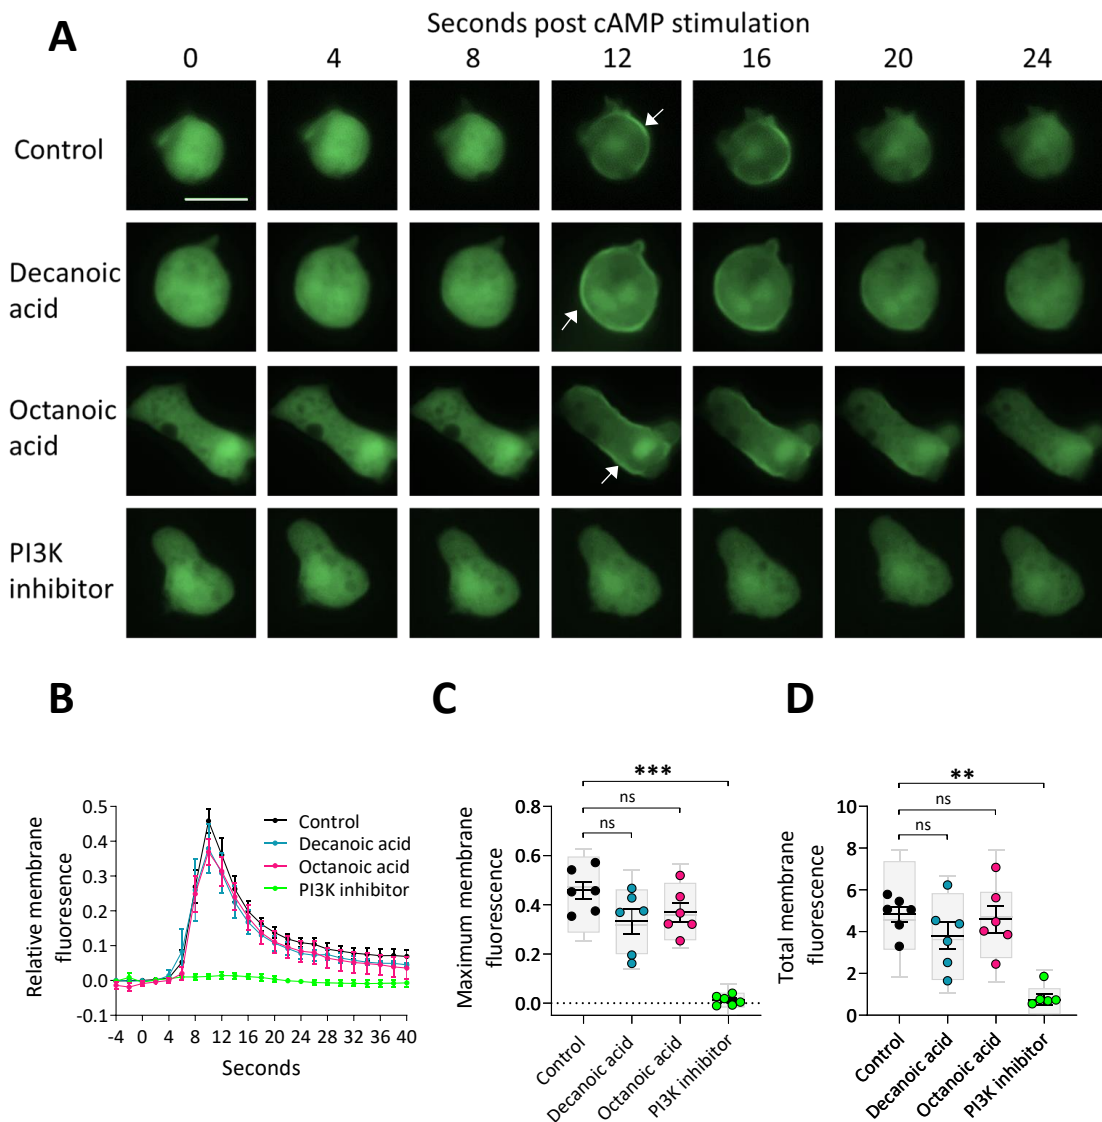 A
Seconds post cAMP stimulation
0 4 8 12 16 20 24
Control
Decanoic
acid
Octanoic
acid
PI3K
inhibitor
B
Relative membrane
fluoresence
0.5
0.4
0.3
0.2
0.1
0.0
-0.1
-4 0 4 8 12 16 20 24 28 32 36 40
Seconds
Control
Decanoic acid
Octanoic acid
PI3K inhibitor
C
Maximum membrane
fluorescence
0.8
0.6
0.4
0.2
0.0
***
ns
ns
Control
Decanoic acid
Octanoic acid
PI3K inhibitor
D
Total membrane
fluorescence
10
8
6
4
2
0
**
ns
ns
Control
Decanoic acid
Octanoic acid
PI3K inhibitor